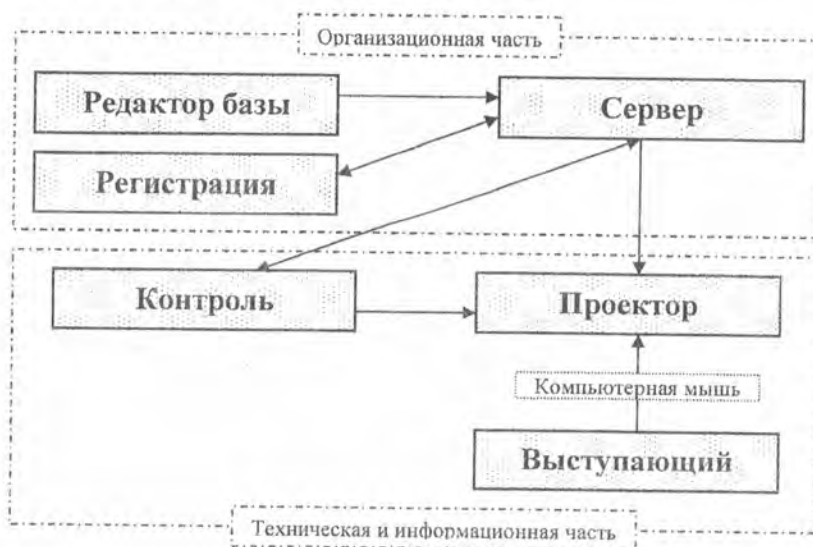 Организационная часть
Редактор базы
Сервер
Регистрация
Контроль
Проектор
Компьютерная мышь
Выступающий
Техническая и информационная часть